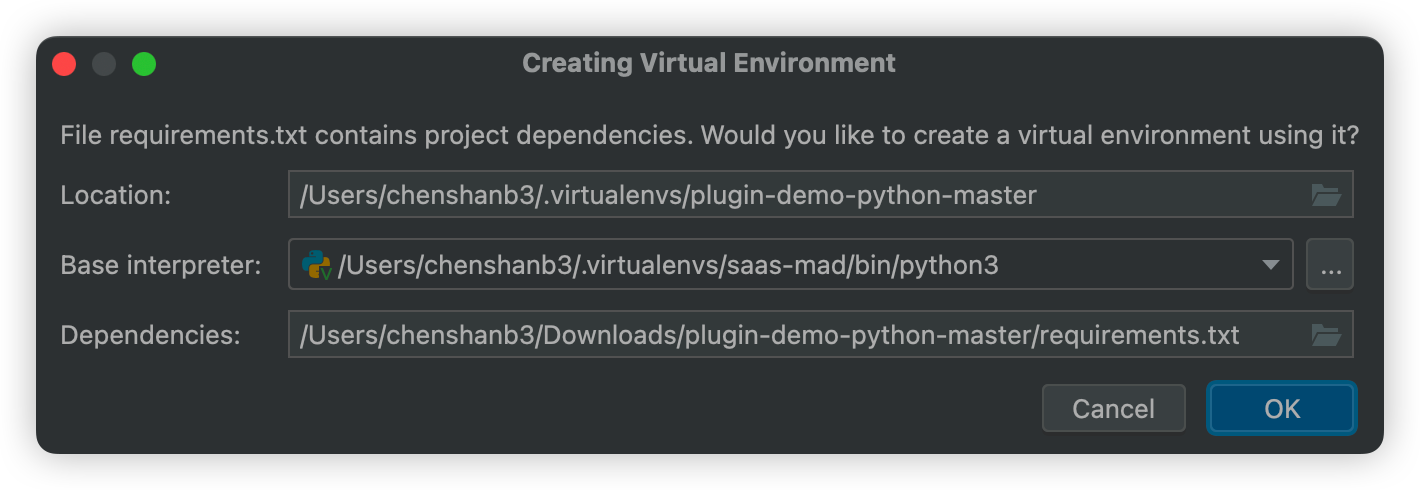 Creating Virtual Environment
File requirements.txt contains project dependencies. Would you like to create a virtual environment using it?
Location: /Users/chenshanb3/.virtualenvs/plugin-demo-python-master
Base interpreter: /Users/chenshanb3/.virtualenvs/saas-mad/bin/python3 ...
Dependencies: /Users/chenshanb3/Downloads/plugin-demo-python-master/requirements.txt
Cancel OK